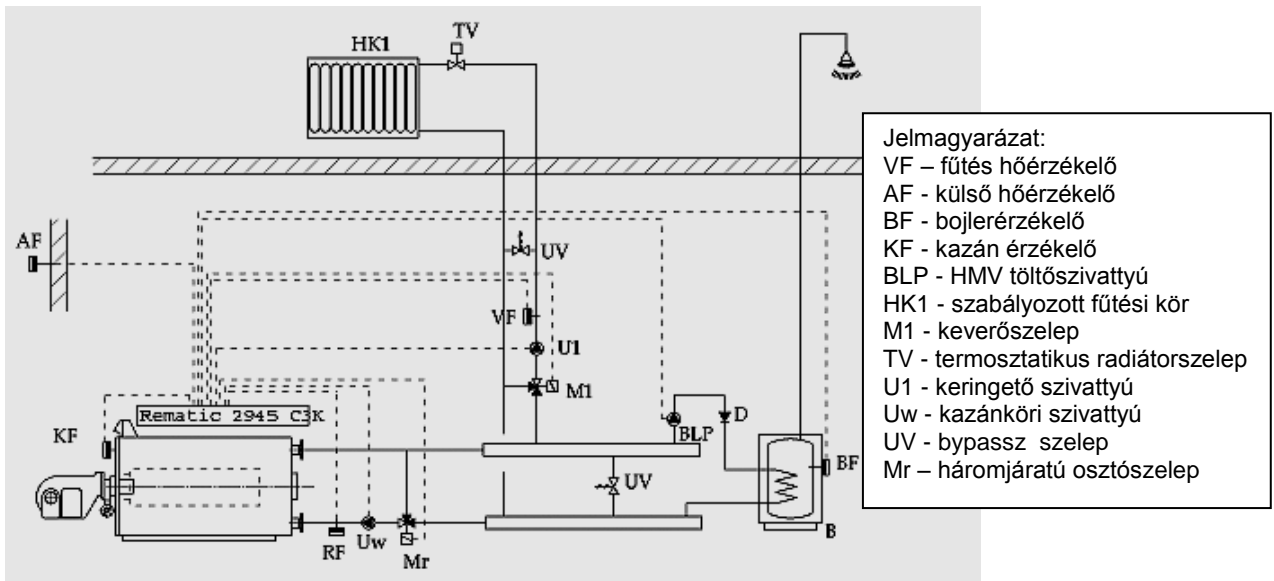 TV
HK1
AF
UV
VF
U1
M1
Rematic 2945 C3K
KF
BLP
D
BF
UV
B
RF
Uw
Mr
Jelmagyarázat:
VF – fűtés hőérzékelő
AF - külső hőérzékelő
BF - bojlerérzékelő
KF - kazán érzékelő
BLP - HMV töltőszivattyú
HK1 - szabályozott fűtési kör
M1 - keverőszelep
TV - termosztatikus radiátorszelep
U1 - keringető szivattyú
Uw - kazánköri szivattyú
UV - bypassz szelep
Mr – háromjáratú osztószelep